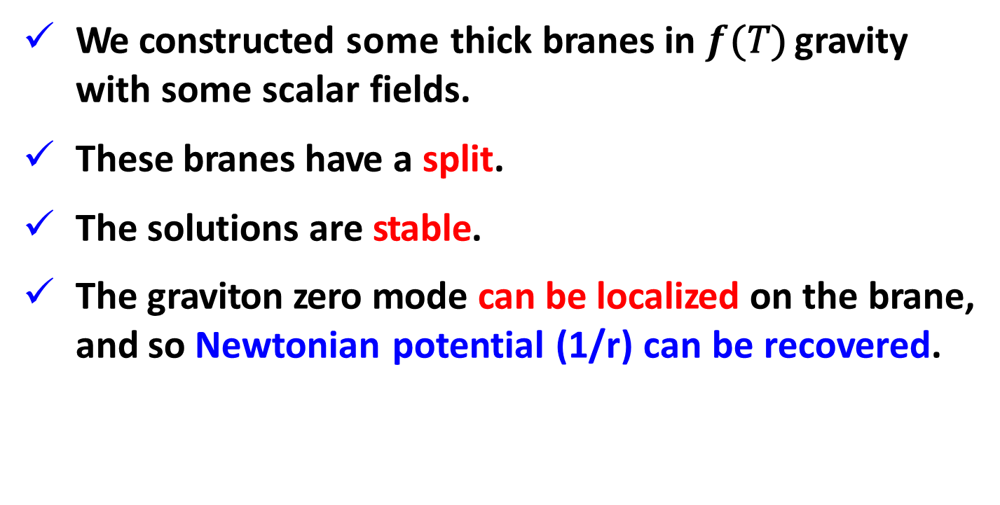 ✓ We constructed some thick branes in f(T) gravity
with some scalar fields.
✓ These branes have a split.
✓ The solutions are stable.
✓ The graviton zero mode can be localized on the brane,
and so Newtonian potential (1/r) can be recovered.